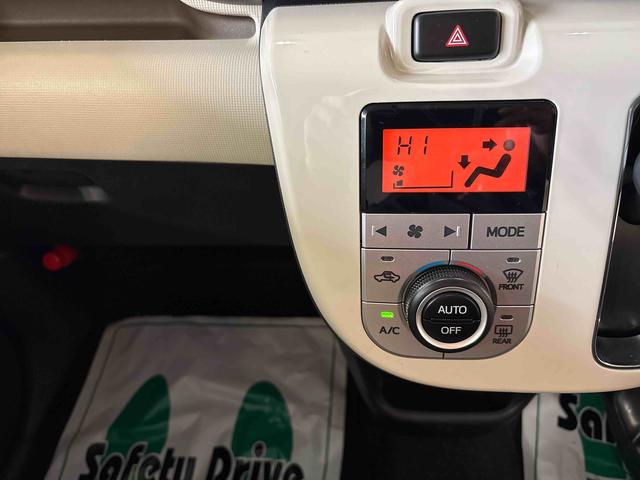 HI
MODE
FRONT
AUTO
OFF
A/C
REAR
Safety Drive